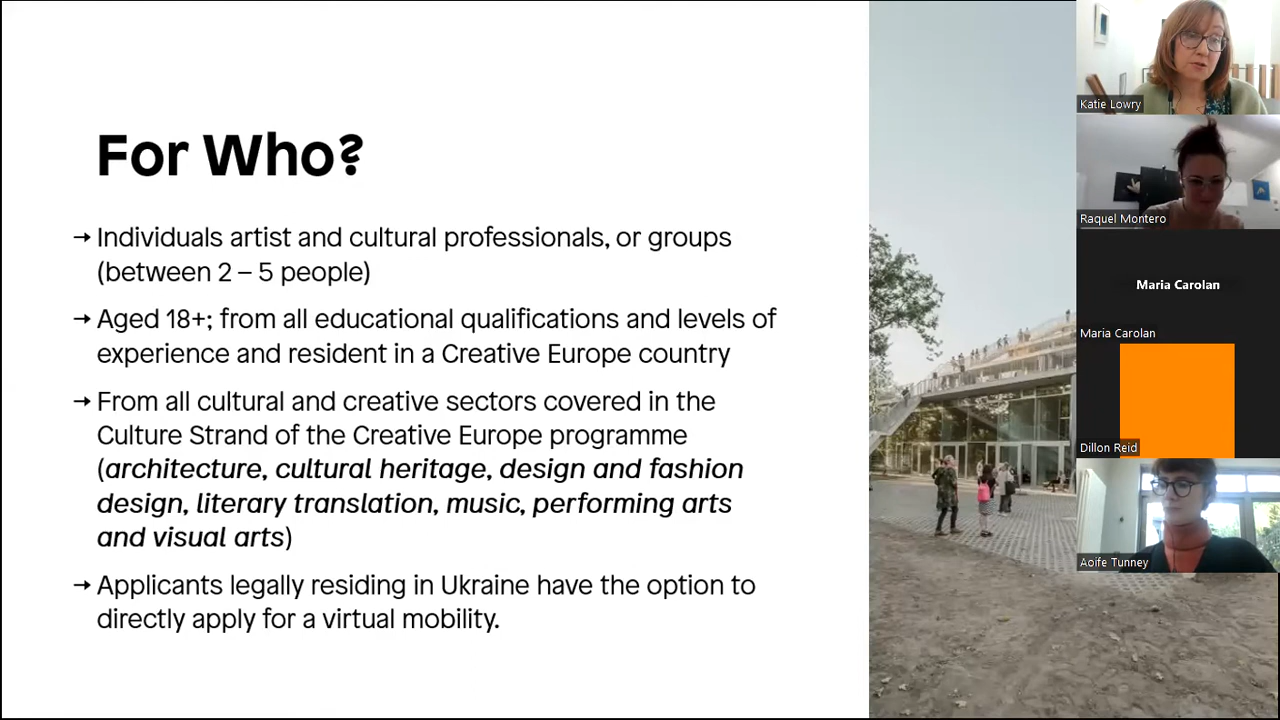 For Who?
→ Individuals artist and cultural professionals, or groups
(between 2 – 5 people)
→ Aged 18+; from all educational qualifications and levels of
experience and resident in a Creative Europe country
→ From all cultural and creative sectors covered in the
Culture Strand of the Creative Europe programme
(architecture, cultural heritage, design and fashion
design, literary translation, music, performing arts
and visual arts)
→ Applicants legally residing in Ukraine have the option to
directly apply for a virtual mobility.
Katie Lowry
Raquel Montero
Maria Carolan
Maria Carolan
Dillon Reid
Aoife Tunney